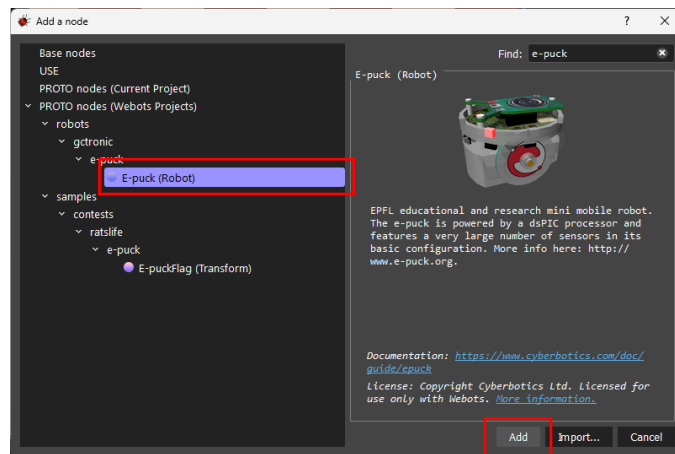 Add a node
?
Base nodes
USE
PROTO nodes (Current Project)
PROTO nodes (Webots Projects)
robots
gctronic
e-puck
E-puck (Robot)
samples
contests
ratslife
e-puck
E-puckFlag (Transform)
Find: e-puck
E-puck (Robot)
EPFL educational and research mini mobile robot.
The e-puck is powered by a dsPIC processor and
features a very large number of sensors in its
basic configuration. More info here: http://
www.e-puck.org.
Documentation: https://www.cyberbotics.com/doc/
guide/epuck
License: Copyright Cyberbotics Ltd. Licensed for
use only with Webots. More information.
Add Import... Cancel